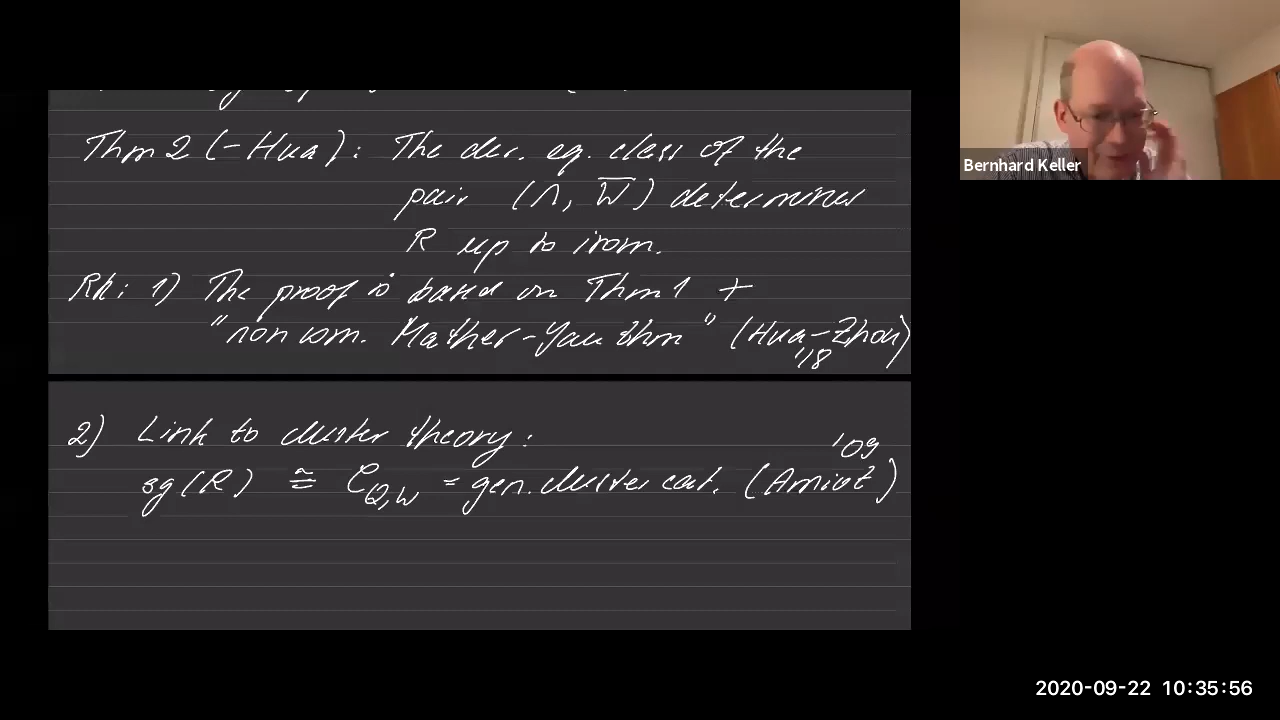 Thm 2 (-Hua): The der. eq. class of the
pair (Λ, W̅) determines
R up to isom.
Rk: 1) The proof is based on Thm 1 +
"non com. Mather-Yau thm" (Hua-Zhou
'18)
2) Link to cluster theory:
'09
sg(R) ≅ C_{Q,W} = gen. cluster cat. (Amiot)
Bernhard Keller
2020-09-22 10:35:56